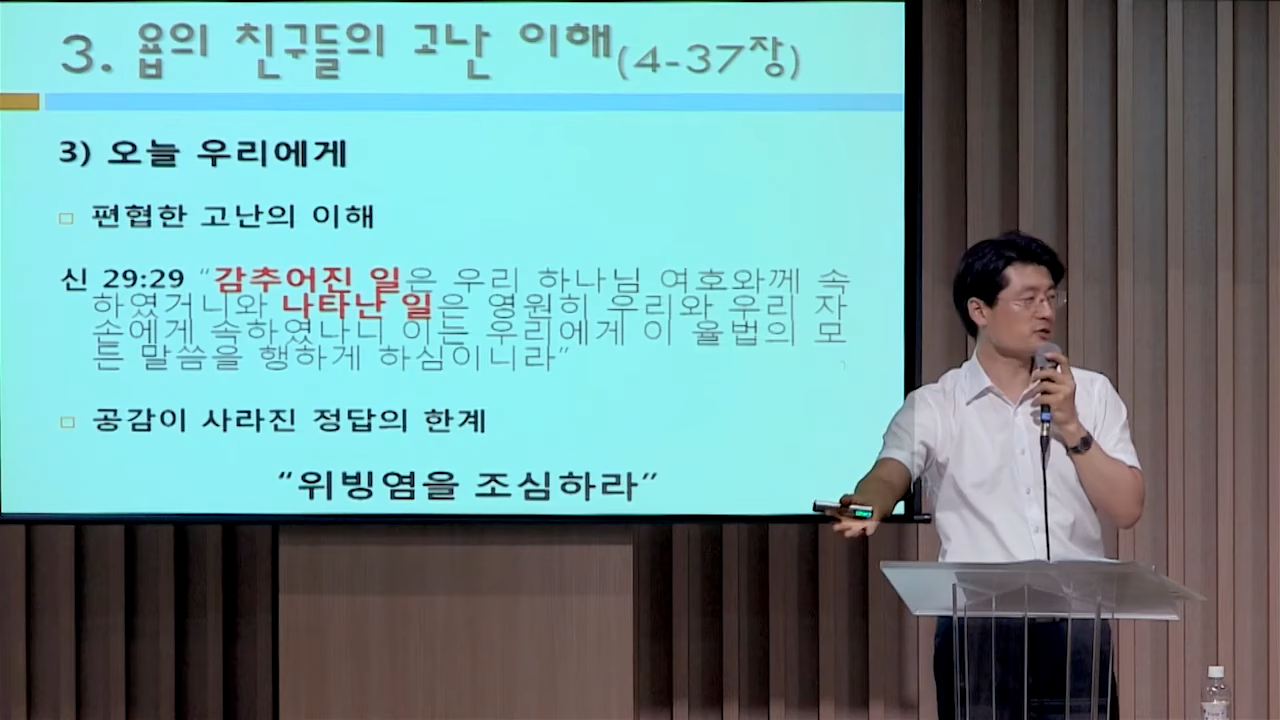 3. 욥의 친구들의 고난 이해(4-37장)
3) 오늘 우리에게
편협한 고난의 이해
신 29:29 “감추어진 일은 우리 하나님 여호와께 속
하였거니와 나타난 일은 영원히 우리와 우리 자
손에게 속하였나니 이는 우리에게 이 율법의 모
든 말씀을 행하게 하심이니라”
공감이 사라진 정답의 한계
“위빙염을 조심하라”